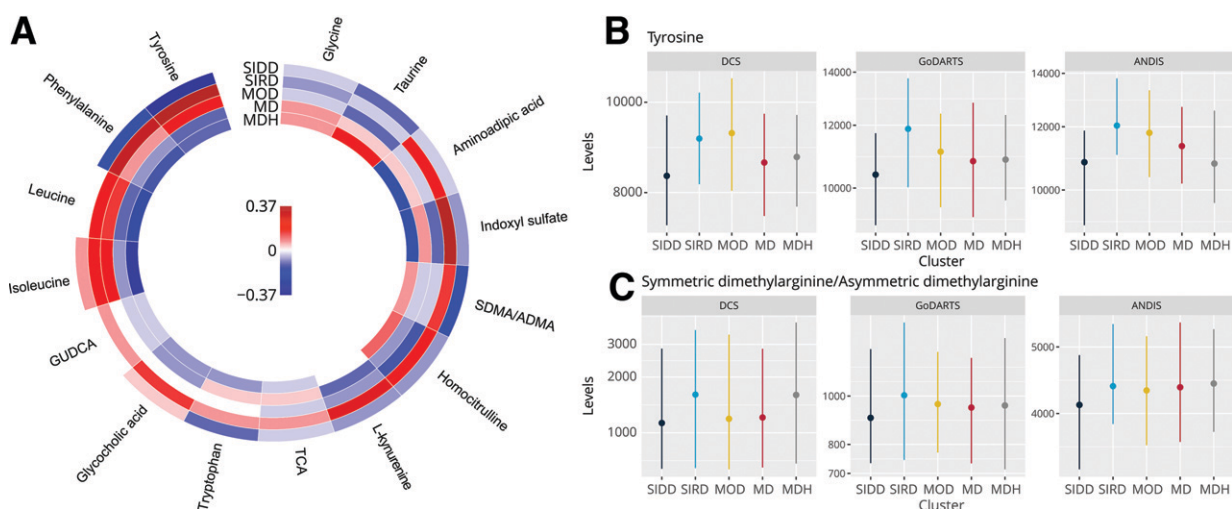 A
Glycine
Taurine
Aminoadipic acid
Indoxyl sulfate
SDMA/ADMA
Homocitrulline
L-kynurenine
TCA
Tryptophan
Glycocholic acid
GUDCA
Isoleucine
Leucine
Phenylalanine
Tyrosine
SIDD
SIRD
MOD
MD
MDH
0.37
0
−0.37
B Tyrosine
DCS GoDARTS ANDIS
Levels
10000
8000
14000
12000
10000
14000
12000
10000
SIDD SIRD MOD MD MDH SIDD SIRD MOD MD MDH SIDD SIRD MOD MD MDH
Cluster
C Symmetric dimethylarginine/Asymmetric dimethylarginine
DCS GoDARTS ANDIS
Levels
3000
2000
1000
1000
800
700
5000
4000
SIDD SIRD MOD MD MDH SIDD SIRD MOD MD MDH SIDD SIRD MOD MD MDH
Cluster